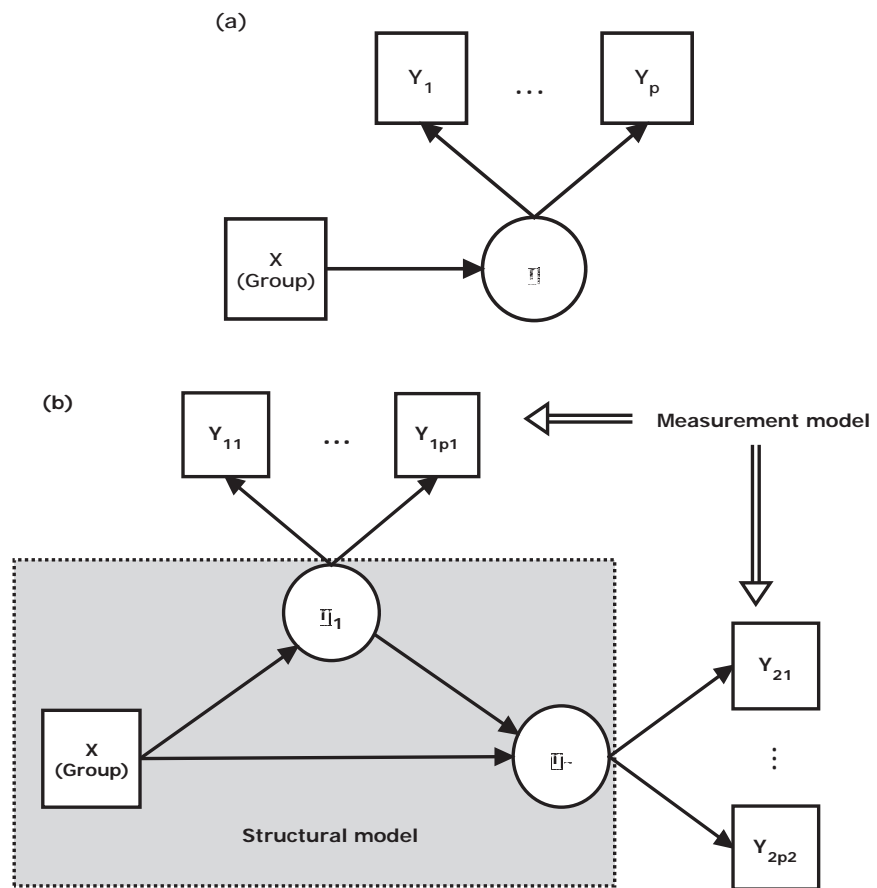 (a)
Y1 ... Yp
X
(Group)
(b)
Y11 ... Y1p1
Measurement model
Y21
X
(Group)
⋮
Structural model
Y2p2